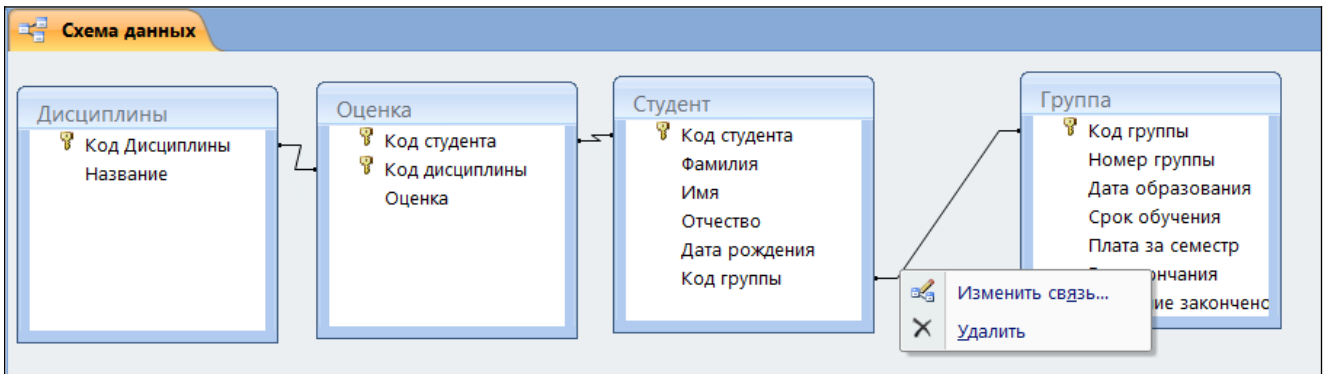 Схема данных
Дисциплины
Код Дисциплины
Название
Оценка
Код студента
Код дисциплины
Оценка
Студент
Код студента
Фамилия
Имя
Отчество
Дата рождения
Код группы
Группа
Код группы
Номер группы
Дата образования
Срок обучения
Плата за семестр
Изменить связь...
Удалить
закончено